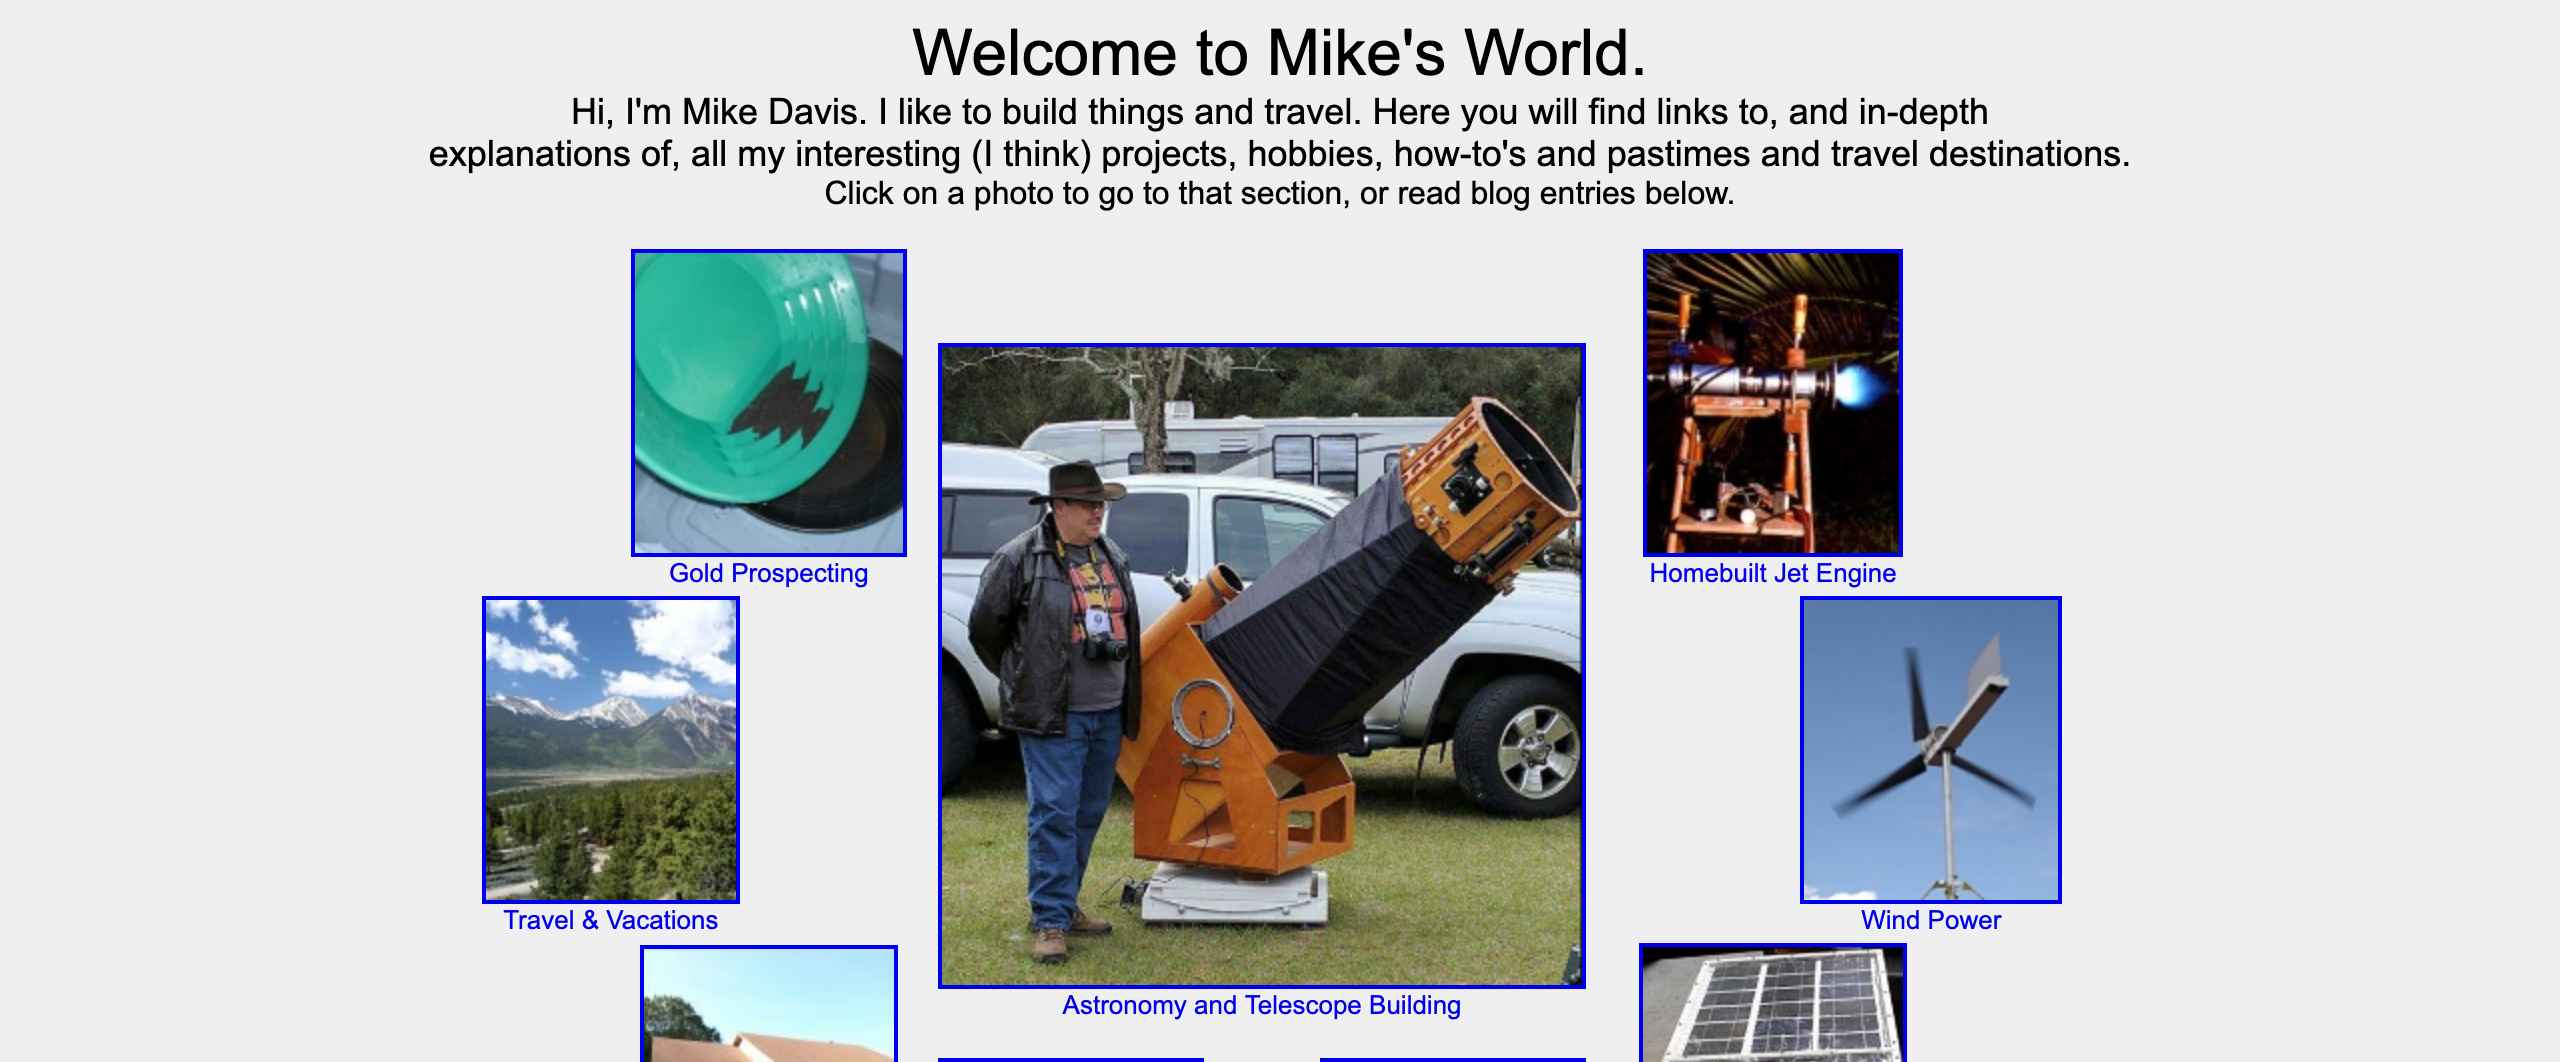 Welcome to Mike's World.
Hi, I'm Mike Davis. I like to build things and travel. Here you will find links to, and in-depth
explanations of, all my interesting (I think) projects, hobbies, how-to's and pastimes and travel destinations.
Click on a photo to go to that section, or read blog entries below.
Gold Prospecting
Homebuilt Jet Engine
Travel & Vacations
Wind Power
Astronomy and Telescope Building